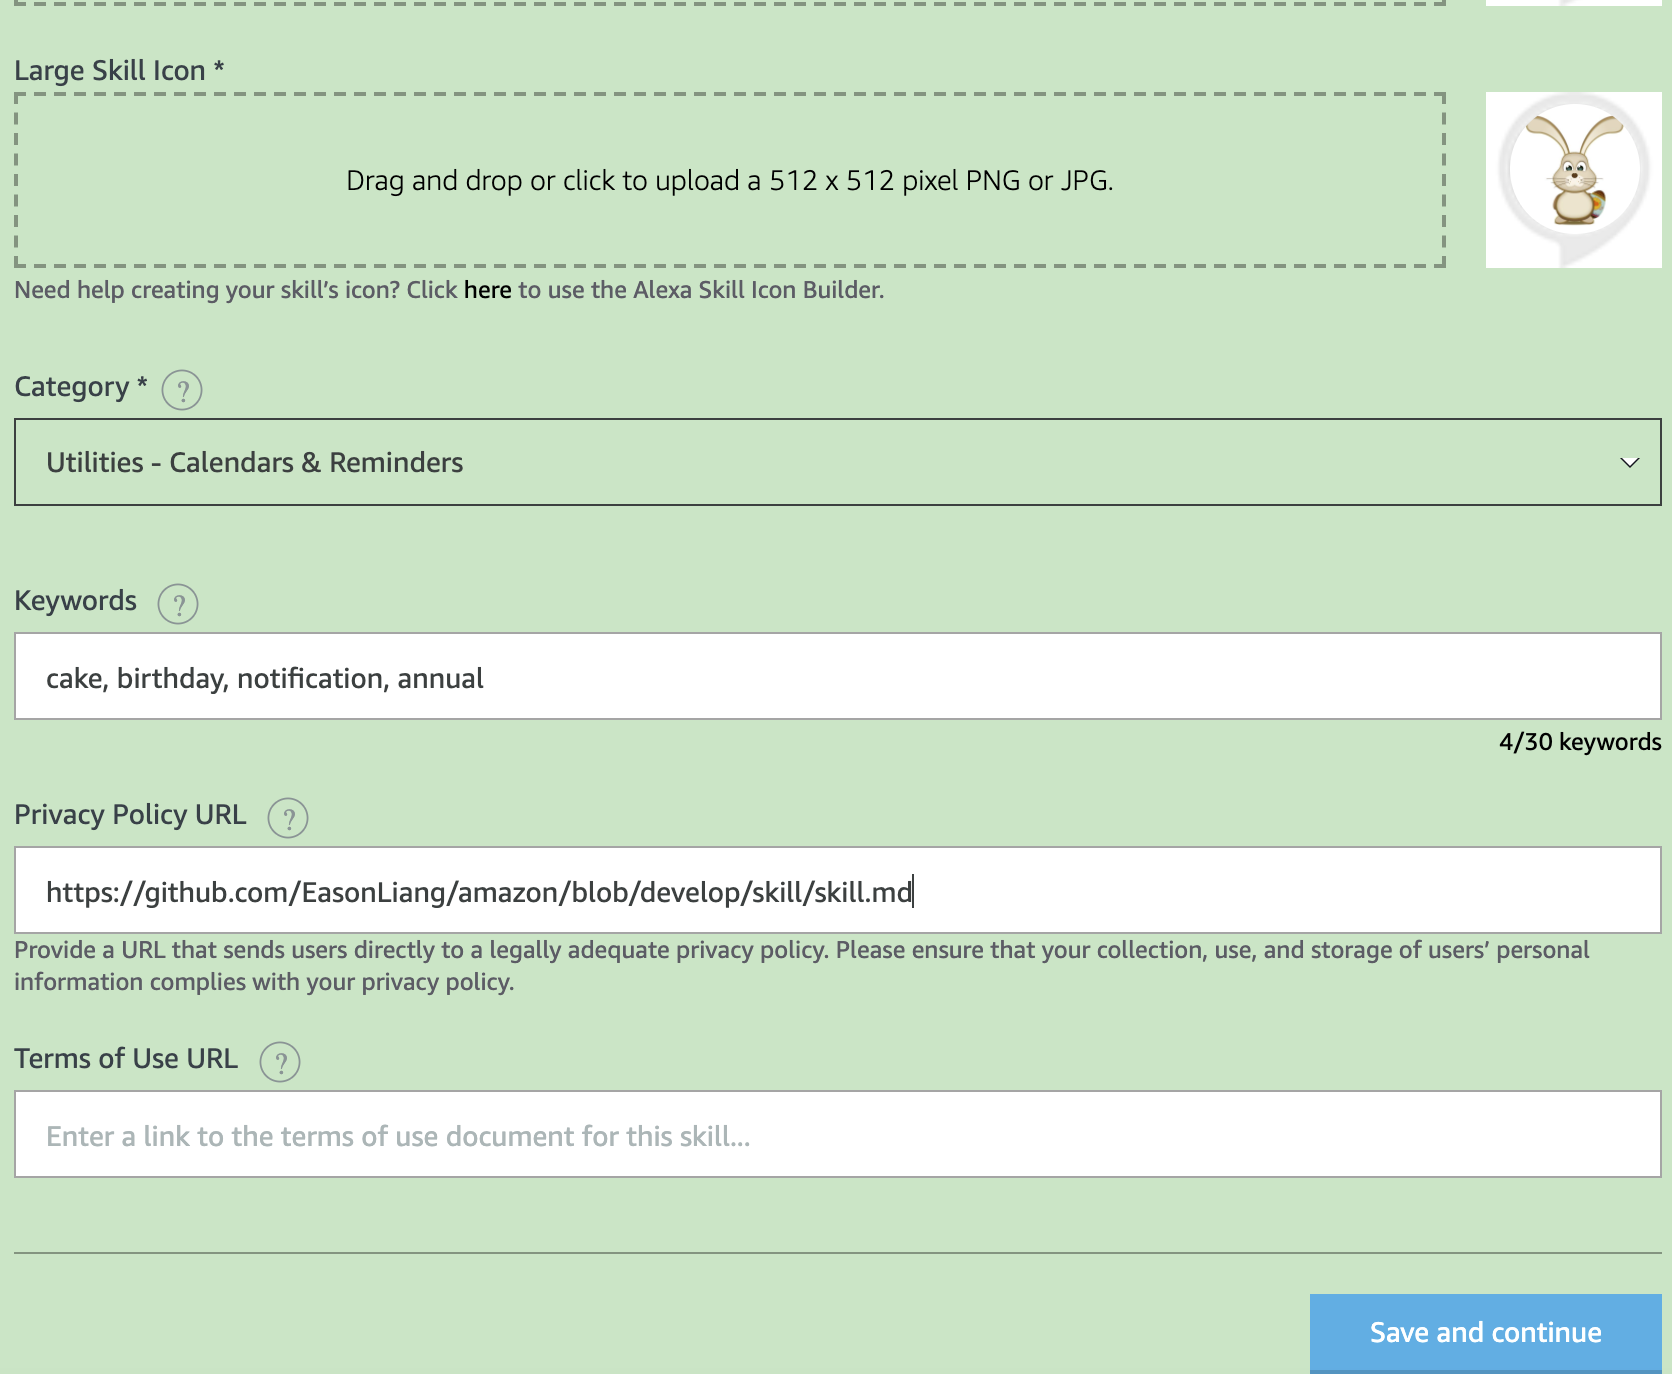 Large Skill Icon *
Drag and drop or click to upload a 512 x 512 pixel PNG or JPG.
Need help creating your skill’s icon? Click here to use the Alexa Skill Icon Builder.
Category * ?
Utilities - Calendars & Reminders
Keywords ?
cake, birthday, notification, annual
4/30 keywords
Privacy Policy URL ?
https://github.com/EasonLiang/amazon/blob/develop/skill/skill.md
Provide a URL that sends users directly to a legally adequate privacy policy. Please ensure that your collection, use, and storage of users’ personal
information complies with your privacy policy.
Terms of Use URL ?
Enter a link to the terms of use document for this skill...
Save and continue